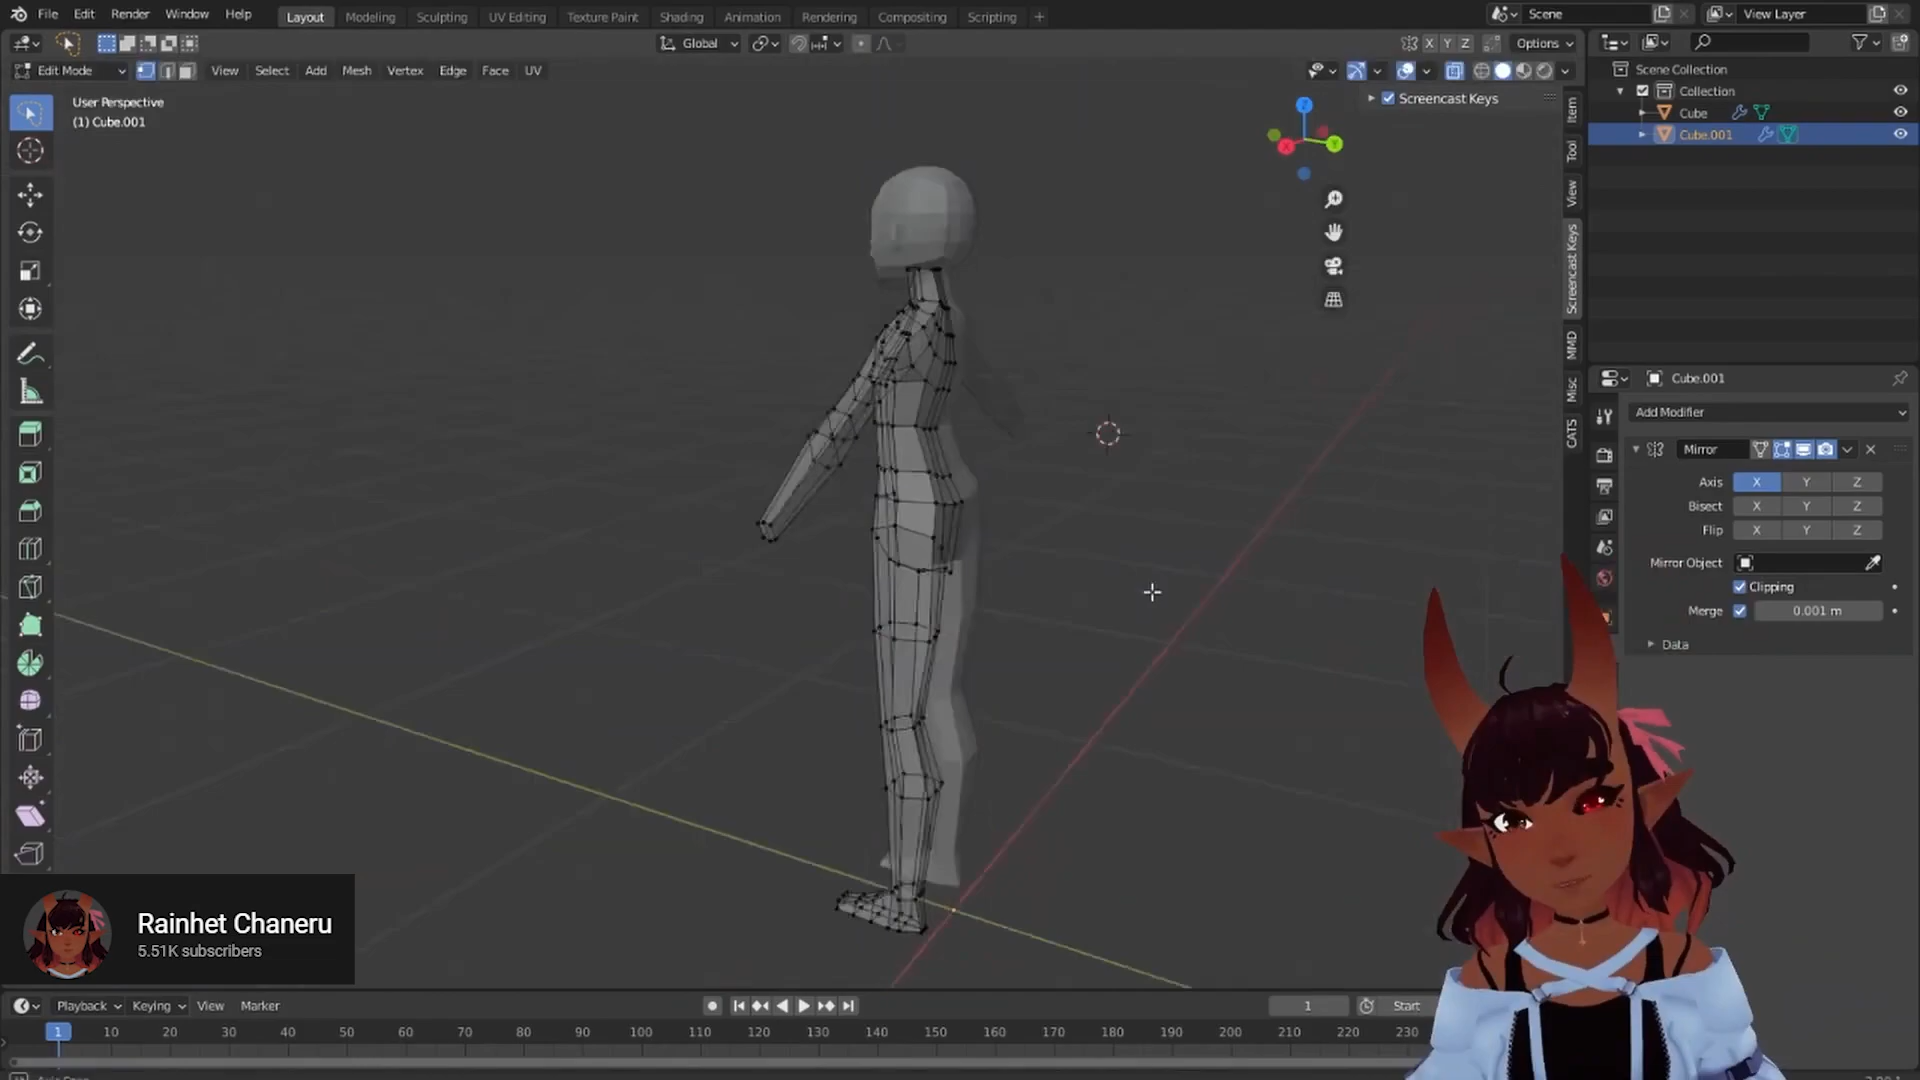 File Edit Render Window Help
Layout Modeling Sculpting UV Editing Texture Paint Shading Animation Rendering Compositing Scripting +
Scene
View Layer
Global
X Y Z
Options
Edit Mode
View Select Add Mesh Vertex Edge Face UV
User Perspective
(1) Cube.001
Screencast Keys
Z
X
Y
Item
Tool
View
Screencast Keys
MMD
Misc
CATS
Scene Collection
Collection
Cube
Cube.001
Cube.001
Add Modifier
Mirror
Axis X Y Z
Bisect X Y Z
Flip X Y Z
Mirror Object
Clipping
Merge 0.001 m
Data
Rainhet Chaneru
5.51K subscribers
Playback Keying View Marker
1 Start
1 10 20 30 40 50 60 70 80 90 100 110 120 130 140 150 160 170 180 190 200 210 220 230